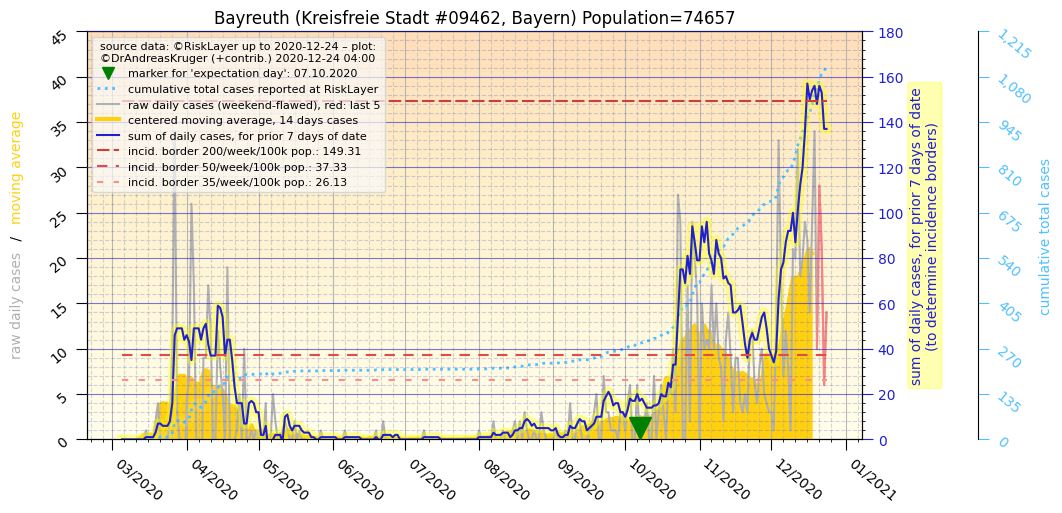 Bayreuth (Kreisfreie Stadt #09462, Bayern) Population=74657
source data: ©RiskLayer up to 2020-12-24 – plot:
©DrAndreasKruger (+contrib.) 2020-12-24 04:00
marker for 'expectation day': 07.10.2020
cumulative total cases reported at RiskLayer
raw daily cases (weekend-flawed), red: last 5
centered moving average, 14 days cases
sum of daily cases, for prior 7 days of date
incid. border 200/week/100k pop.: 149.31
incid. border 50/week/100k pop.: 37.33
incid. border 35/week/100k pop.: 26.13
raw daily cases / moving average
45
40
35
30
25
20
15
10
5
0
180
160
140
120
100
80
60
40
20
0
sum of daily cases, for prior 7 days of date
(to determine incidence borders)
1,215
1,080
945
810
675
540
405
270
135
0
cumulative total cases
03/2020
04/2020
05/2020
06/2020
07/2020
08/2020
09/2020
10/2020
11/2020
12/2020
01/2021